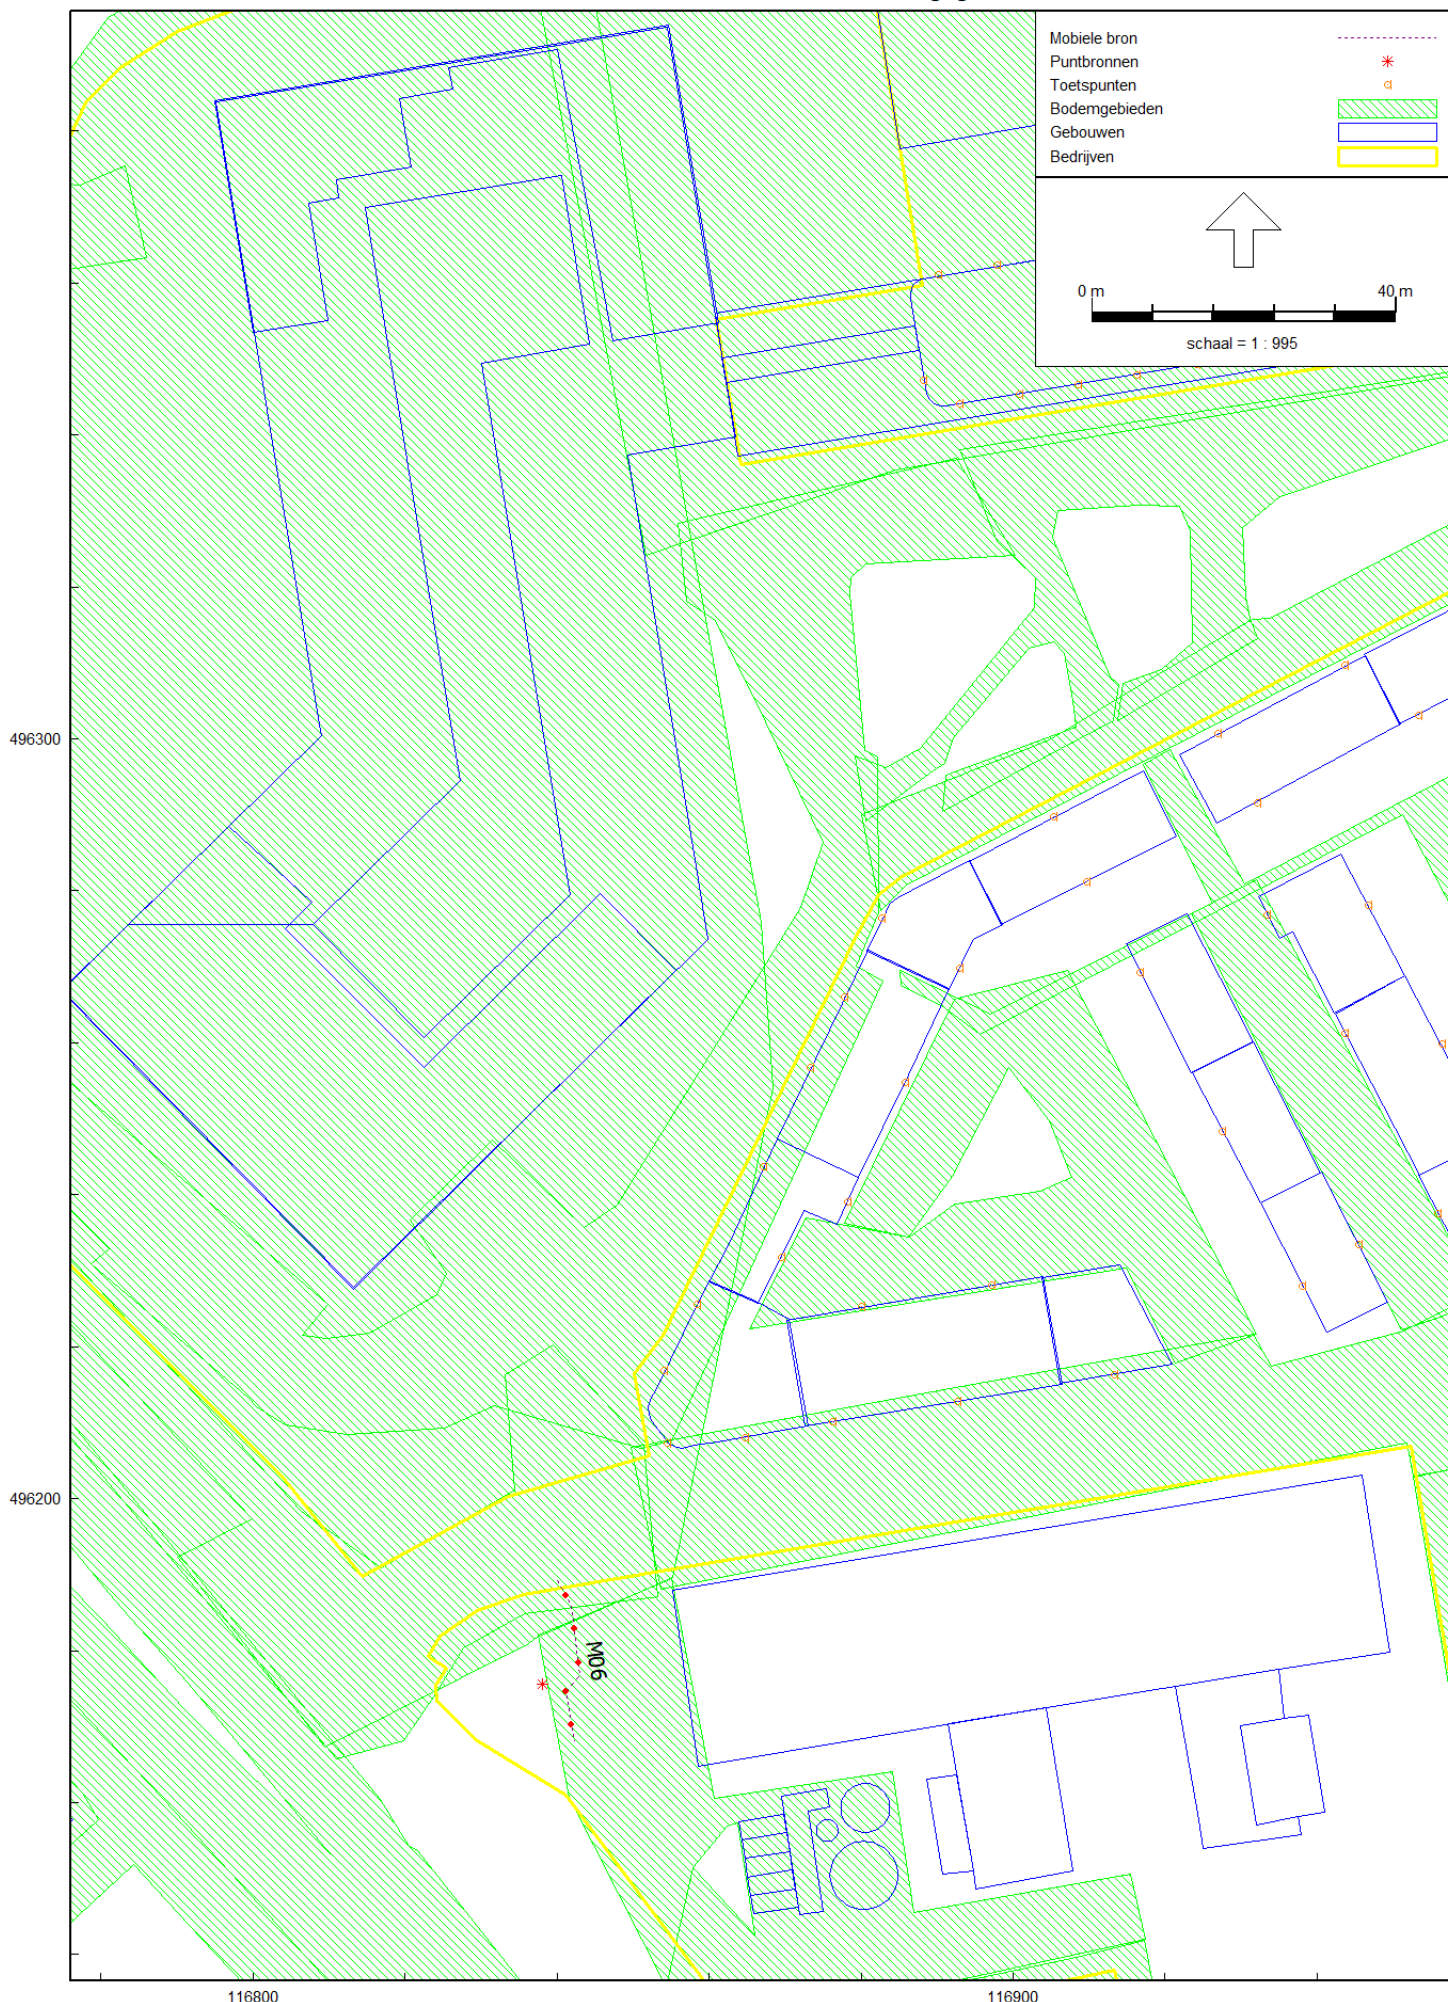 Mobiele bron
Puntbronnen
Toetspunten
Bodemgebieden
Gebouwen
Bedrijven
0 m 40 m
schaal = 1 : 995
496300
496200
M06
116800 116900